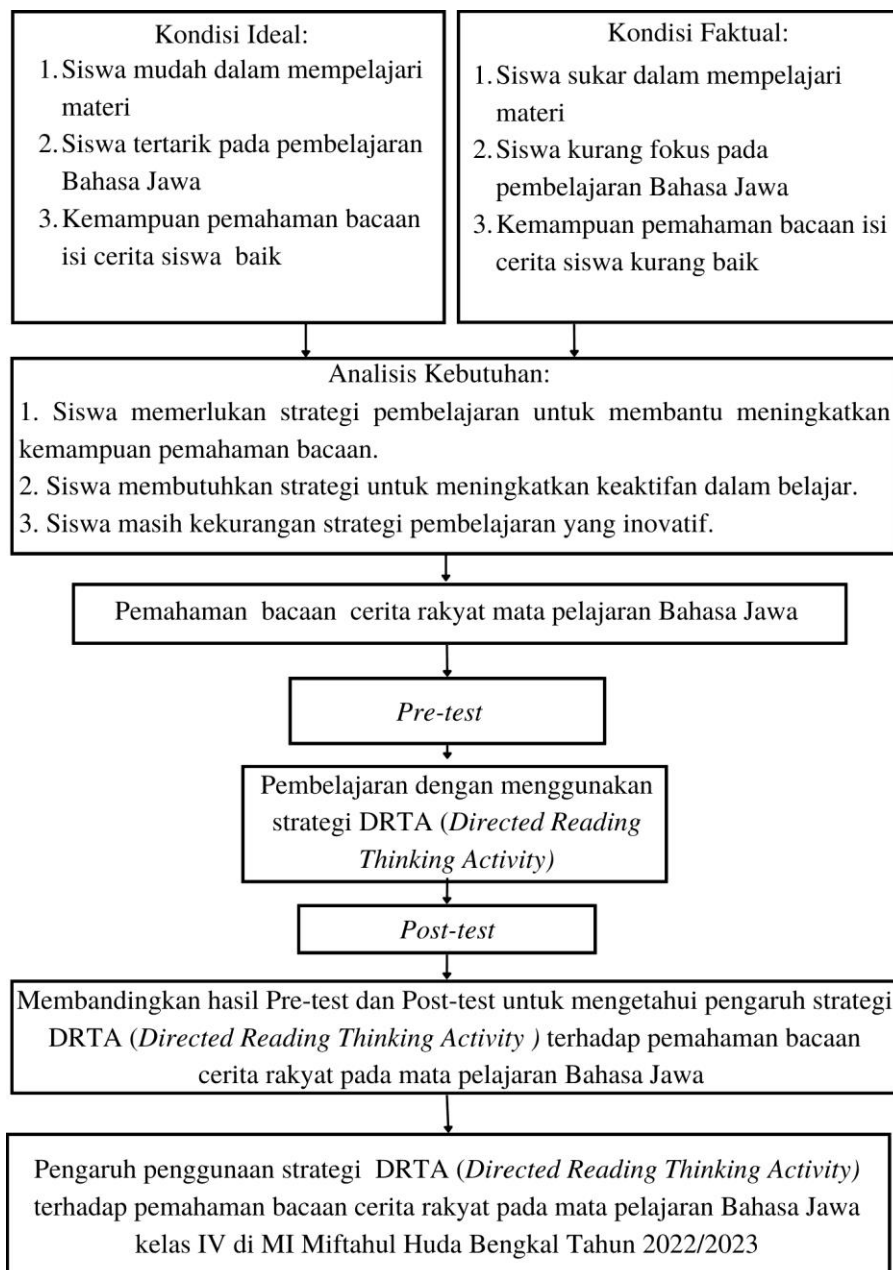 Kondisi Ideal:
1. Siswa mudah dalam mempelajari
materi
2. Siswa tertarik pada pembelajaran
Bahasa Jawa
3. Kemampuan pemahaman bacaan
isi cerita siswa baik
Kondisi Faktual:
1. Siswa sukar dalam mempelajari
materi
2. Siswa kurang fokus pada
pembelajaran Bahasa Jawa
3. Kemampuan pemahaman bacaan isi
cerita siswa kurang baik
Analisis Kebutuhan:
1. Siswa memerlukan strategi pembelajaran untuk membantu meningkatkan
kemampuan pemahaman bacaan.
2. Siswa membutuhkan strategi untuk meningkatkan keaktifan dalam belajar.
3. Siswa masih kekurangan strategi pembelajaran yang inovatif.
Pemahaman bacaan cerita rakyat mata pelajaran Bahasa Jawa
Pre-test
Pembelajaran dengan menggunakan
strategi DRTA (Directed Reading
Thinking Activity)
Post-test
Membandingkan hasil Pre-test dan Post-test untuk mengetahui pengaruh strategi
DRTA (Directed Reading Thinking Activity ) terhadap pemahaman bacaan
cerita rakyat pada mata pelajaran Bahasa Jawa
Pengaruh penggunaan strategi DRTA (Directed Reading Thinking Activity)
terhadap pemahaman bacaan cerita rakyat pada mata pelajaran Bahasa Jawa
kelas IV di MI Miftahul Huda Bengkal Tahun 2022/2023